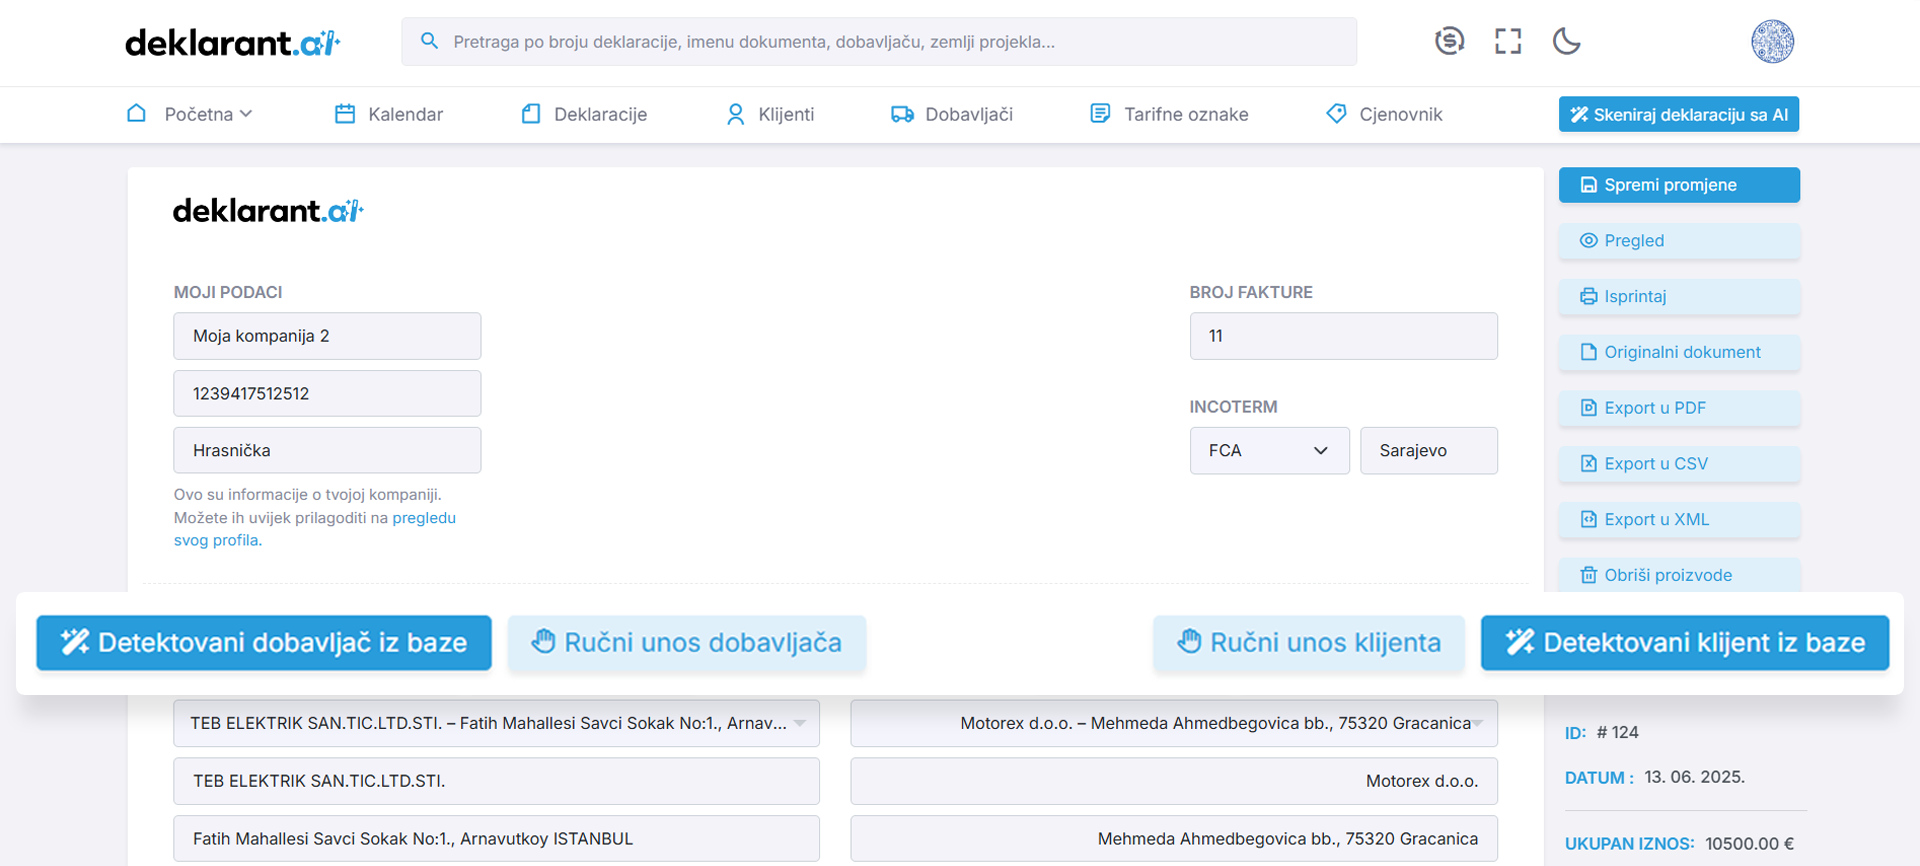 deklarant.ai
Pretraga po broju deklaracije, imenu dokumenta, dobavljaču, zemlji projekla...
Početna
Kalendar
Deklaracije
Klijenti
Dobavljači
Tarifne oznake
Cjenovnik
Skeniraj deklaraciju sa AI
deklarant.ai
MOJI PODACI
Moja kompanija 2
1239417512512
Hrasnička
Ovo su informacije o tvojoj kompaniji.
Možete ih uvijek prilagoditi na pregledu
svog profila.
BROJ FAKTURE
11
INCOTERM
FCA
Sarajevo
Spremi promjene
Pregled
Isprintaj
Originalni dokument
Export u PDF
Export u CSV
Export u XML
Obriši proizvode
Detektovani dobavljač iz baze
Ručni unos dobavljača
Ručni unos klijenta
Detektovani klijent iz baze
TEB ELEKTRIK SAN.TIC.LTD.STI. – Fatih Mahallesi Savci Sokak No:1., Arnav...
Motorex d.o.o. – Mehmeda Ahmedbegovica bb., 75320 Gracanica
TEB ELEKTRIK SAN.TIC.LTD.STI.
Motorex d.o.o.
Fatih Mahallesi Savci Sokak No:1., Arnavutkoy ISTANBUL
Mehmeda Ahmedbegovica bb., 75320 Gracanica
ID: # 124
DATUM : 13. 06. 2025.
UKUPAN IZNOS: 10500.00 €